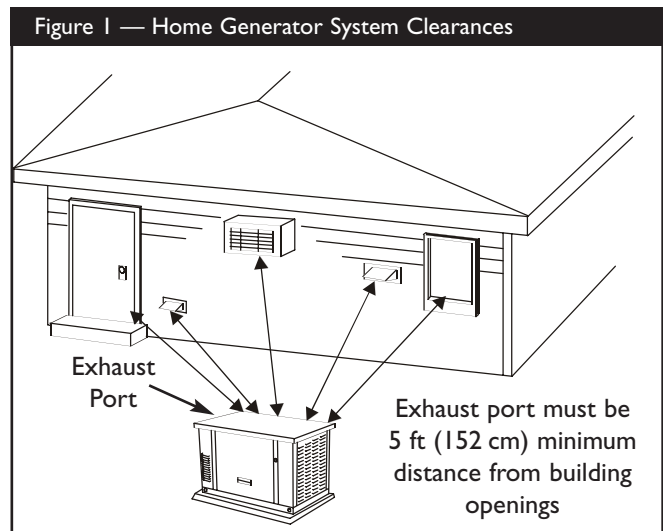 Figure 1 — Home Generator System Clearances
Exhaust
Port
Exhaust port must be
5 ft (152 cm) minimum
distance from building
openings